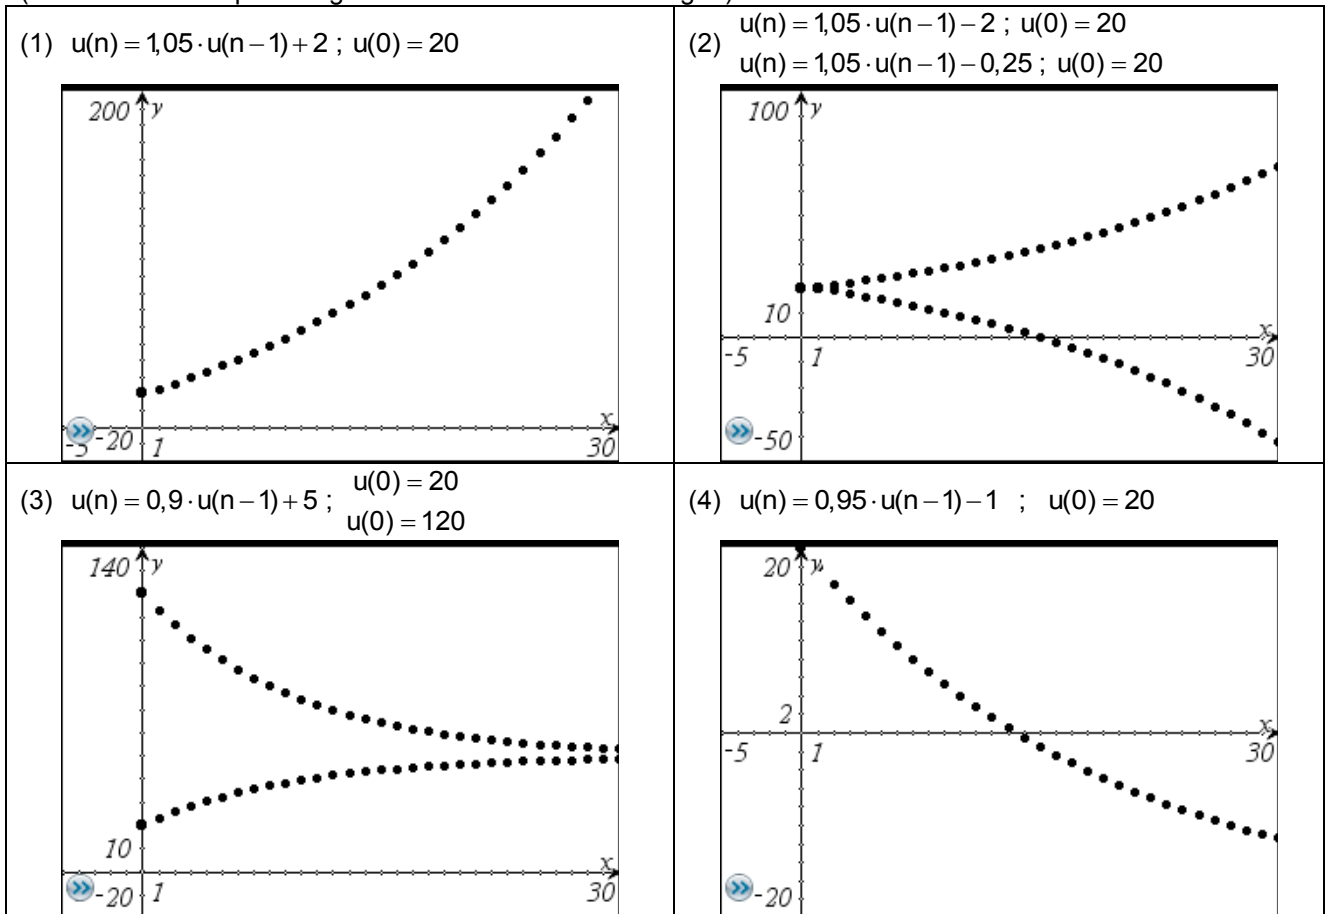 (1) u(n) = 1,05 · u(n – 1) + 2 ; u(0) = 20
200 y
x
-5 -20 1 30
(2) u(n) = 1,05 · u(n – 1) – 2 ; u(0) = 20
u(n) = 1,05 · u(n – 1) – 0,25 ; u(0) = 20
100 y
10
x
-5 1 30
-50
(3) u(n) = 0,9 · u(n – 1) + 5 ; u(0) = 20
u(0) = 120
140 y
10
x
-20 1 30
(4) u(n) = 0,95 · u(n – 1) – 1 ; u(0) = 20
20 y
2
x
-5 1 30
-20